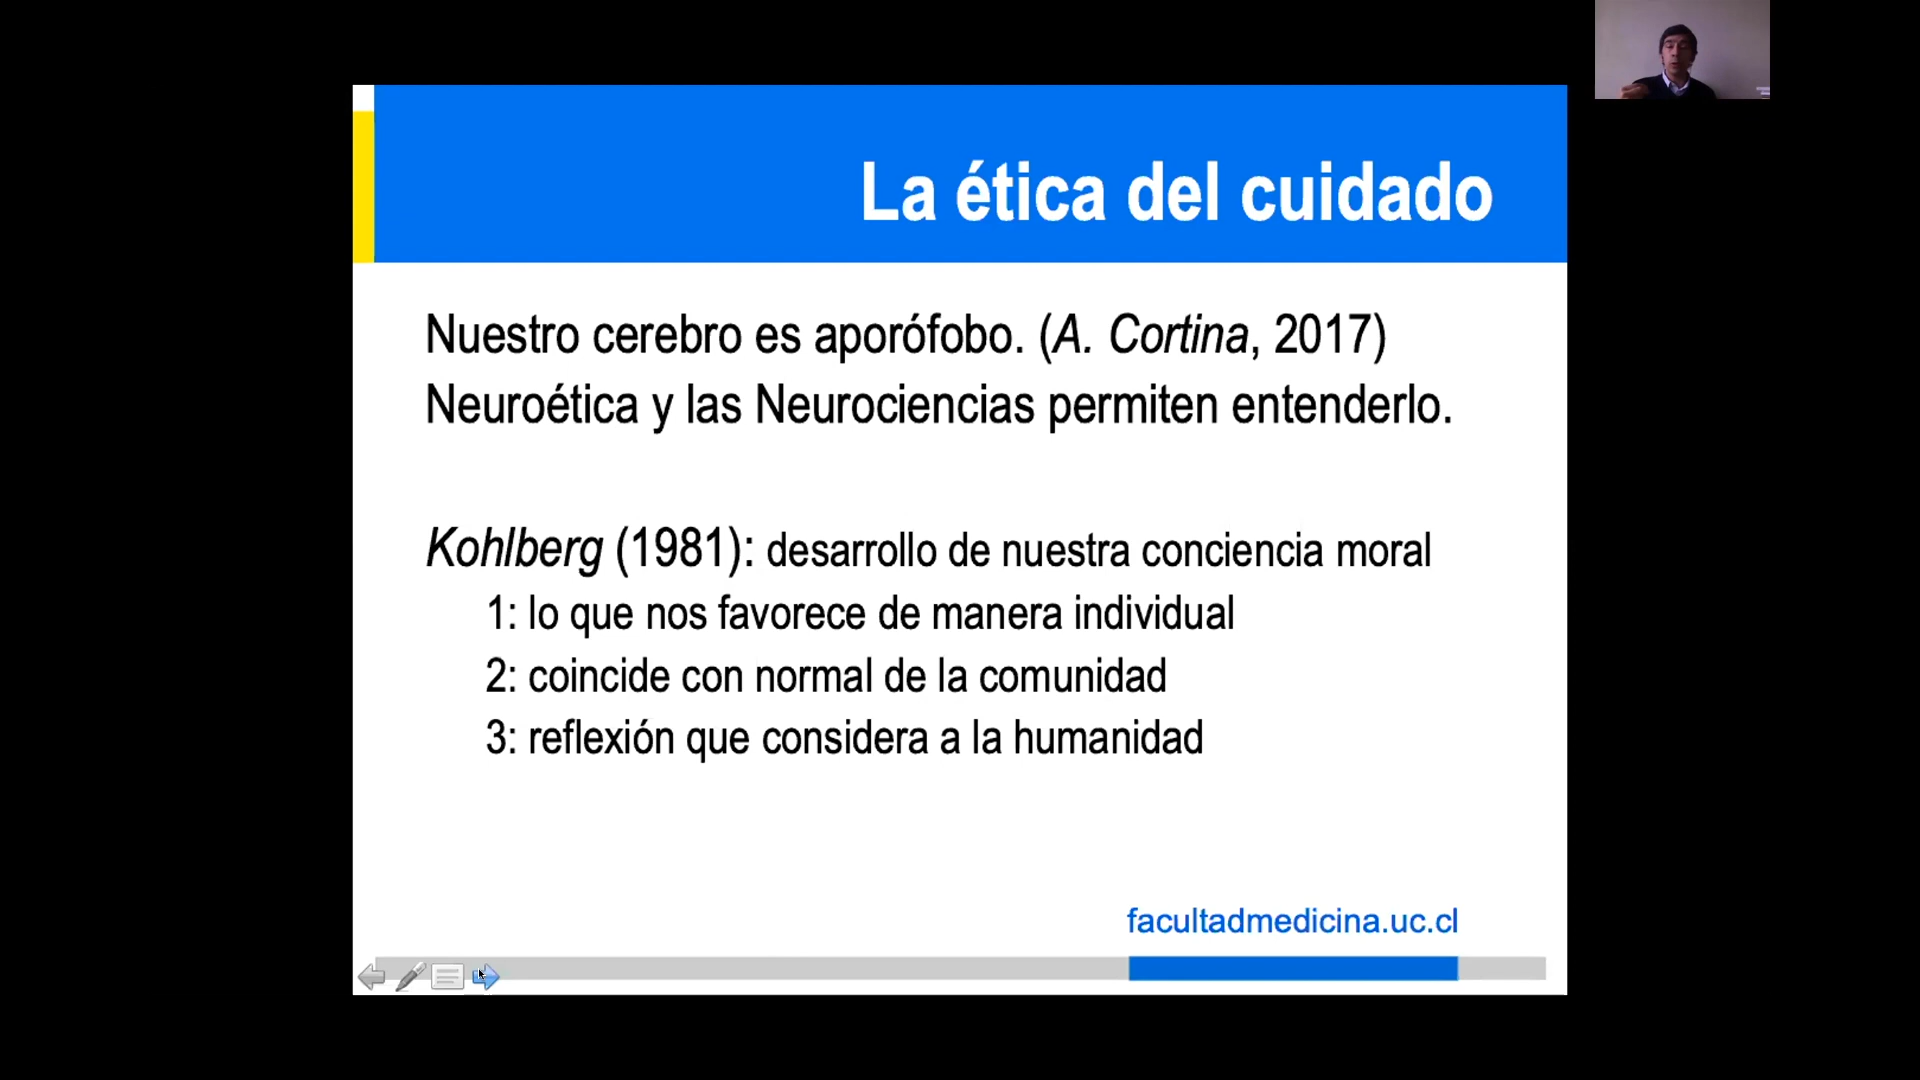 La ética del cuidado
Nuestro cerebro es aporófobo. (A. Cortina, 2017)
Neuroética y las Neurociencias permiten entenderlo.
Kohlberg (1981): desarrollo de nuestra conciencia moral
1: lo que nos favorece de manera individual
2: coincide con normal de la comunidad
3: reflexión que considera a la humanidad
facultadmedicina.uc.cl